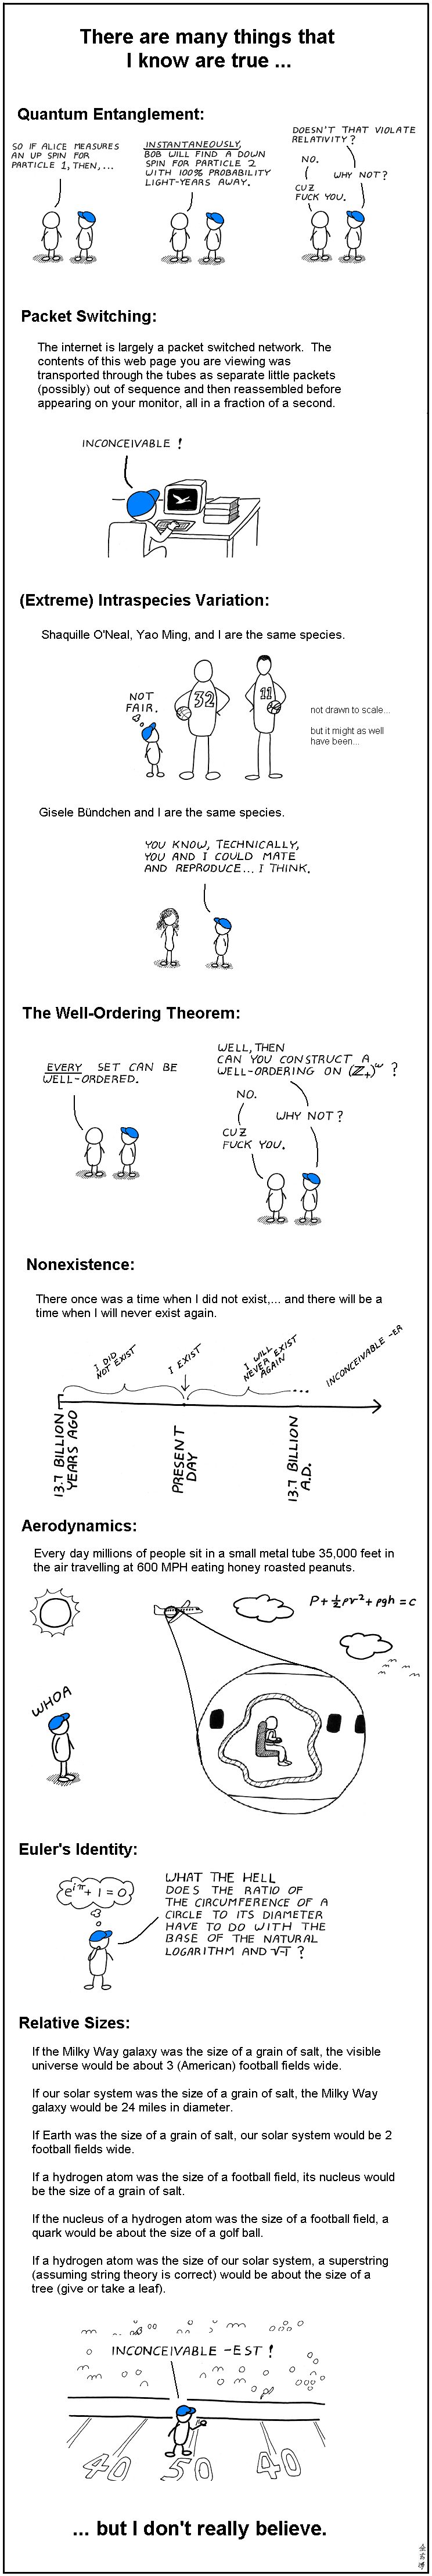 There are many things that
I know are true ...
Quantum Entanglement:
SO IF ALICE MEASURES
AN UP SPIN FOR
PARTICLE 1, THEN,...
INSTANTANEOUSLY,
BOB WILL FIND A DOWN
SPIN FOR PARTICLE 2
WITH 100% PROBABILITY
LIGHT-YEARS AWAY.
DOESN'T THAT VIOLATE
RELATIVITY?
NO.
WHY NOT?
CUZ
FUCK YOU.
Packet Switching:
The internet is largely a packet switched network. The
contents of this web page you are viewing was
transported through the tubes as separate little packets
(possibly) out of sequence and then reassembled before
appearing on your monitor, all in a fraction of a second.
INCONCEIVABLE!
(Extreme) Intraspecies Variation:
Shaquille O'Neal, Yao Ming, and I are the same species.
NOT
FAIR.
32
11
not drawn to scale...
but it might as well
have been...
Gisele Bündchen and I are the same species.
YOU KNOW, TECHNICALLY,
YOU AND I COULD MATE
AND REPRODUCE... I THINK.
The Well-Ordering Theorem:
EVERY SET CAN BE
WELL-ORDERED.
WELL, THEN
CAN YOU CONSTRUCT A
WELL-ORDERING ON (ℤ₊)^ω ?
NO.
WHY NOT?
CUZ
FUCK YOU.
Nonexistence:
There once was a time when I did not exist,... and there will be a
time when I will never exist again.
I DID
NOT EXIST
I EXIST
I WILL
NEVER EXIST
AGAIN
...
INCONCEIVABLE-ER
13.7 BILLION
YEARS AGO
PRESENT
DAY
13.7 BILLION
A.D.
Aerodynamics:
Every day millions of people sit in a small metal tube 35,000 feet in
the air travelling at 600 MPH eating honey roasted peanuts.
P+½ρv²+ρgh=c
WHOA
Euler's Identity:
e^iπ+1=0
WHAT THE HELL
DOES THE RATIO OF
THE CIRCUMFERENCE OF A
CIRCLE TO ITS DIAMETER
HAVE TO DO WITH THE
BASE OF THE NATURAL
LOGARITHM AND √-1 ?
Relative Sizes:
If the Milky Way galaxy was the size of a grain of salt, the visible
universe would be about 3 (American) football fields wide.
If our solar system was the size of a grain of salt, the Milky Way
galaxy would be 24 miles in diameter.
If Earth was the size of a grain of salt, our solar system would be 2
football fields wide.
If a hydrogen atom was the size of a football field, its nucleus would
be the size of a grain of salt.
If the nucleus of a hydrogen atom was the size of a football field, a
quark would be about the size of a golf ball.
If a hydrogen atom was the size of our solar system, a superstring
(assuming string theory is correct) would be about the size of a
tree (give or take a leaf).
INCONCEIVABLE-EST!
40 50 40
... but I don't really believe.